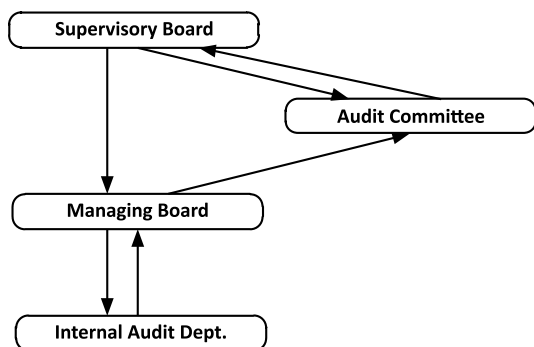 Supervisory Board
Audit Committee
Managing Board
Internal Audit Dept.